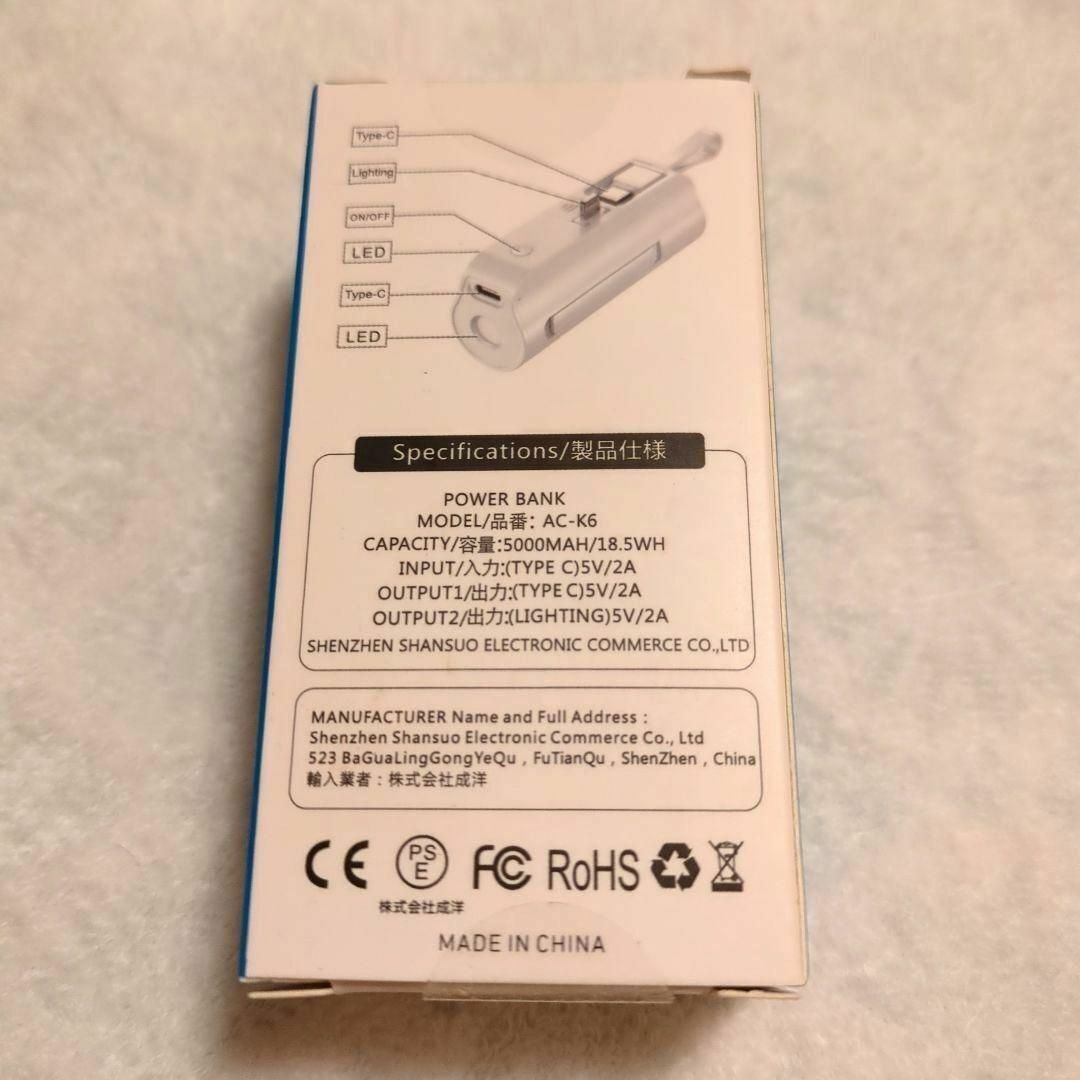 Type-C
Lighting
ON/OFF
LED
Type-C
LED
Specifications/製品仕様
POWER BANK
MODEL/品番: AC-K6
CAPACITY/容量:5000MAH/18.5WH
INPUT/入力:(TYPE C)5V/2A
OUTPUT1/出力:(TYPE C)5V/2A
OUTPUT2/出力:(LIGHTING)5V/2A
SHENZHEN SHANSUO ELECTRONIC COMMERCE CO.,LTD
MANUFACTURER Name and Full Address :
Shenzhen Shansuo Electronic Commerce Co., Ltd
523 BaGuaLingGongYeQu , FuTianQu , ShenZhen , China
輸入業者 : 株式会社成洋
CE PSE FC RoHS
株式会社成洋
MADE IN CHINA